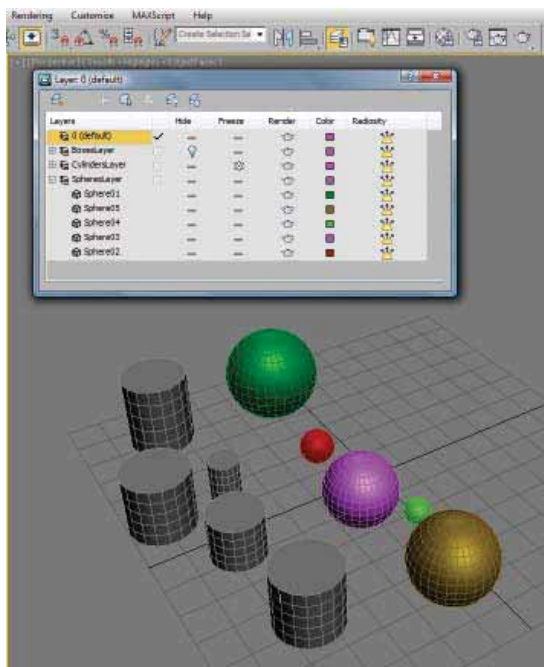 Rendering Customize MAXScript Help
Create Selection Se
Layer: 0 (default)
Layers Hide Freeze Render Color Radiosity
0 (default)
BoxesLayer
CylindersLayer
SpheresLayer
Sphere01
Sphere05
Sphere04
Sphere03
Sphere02